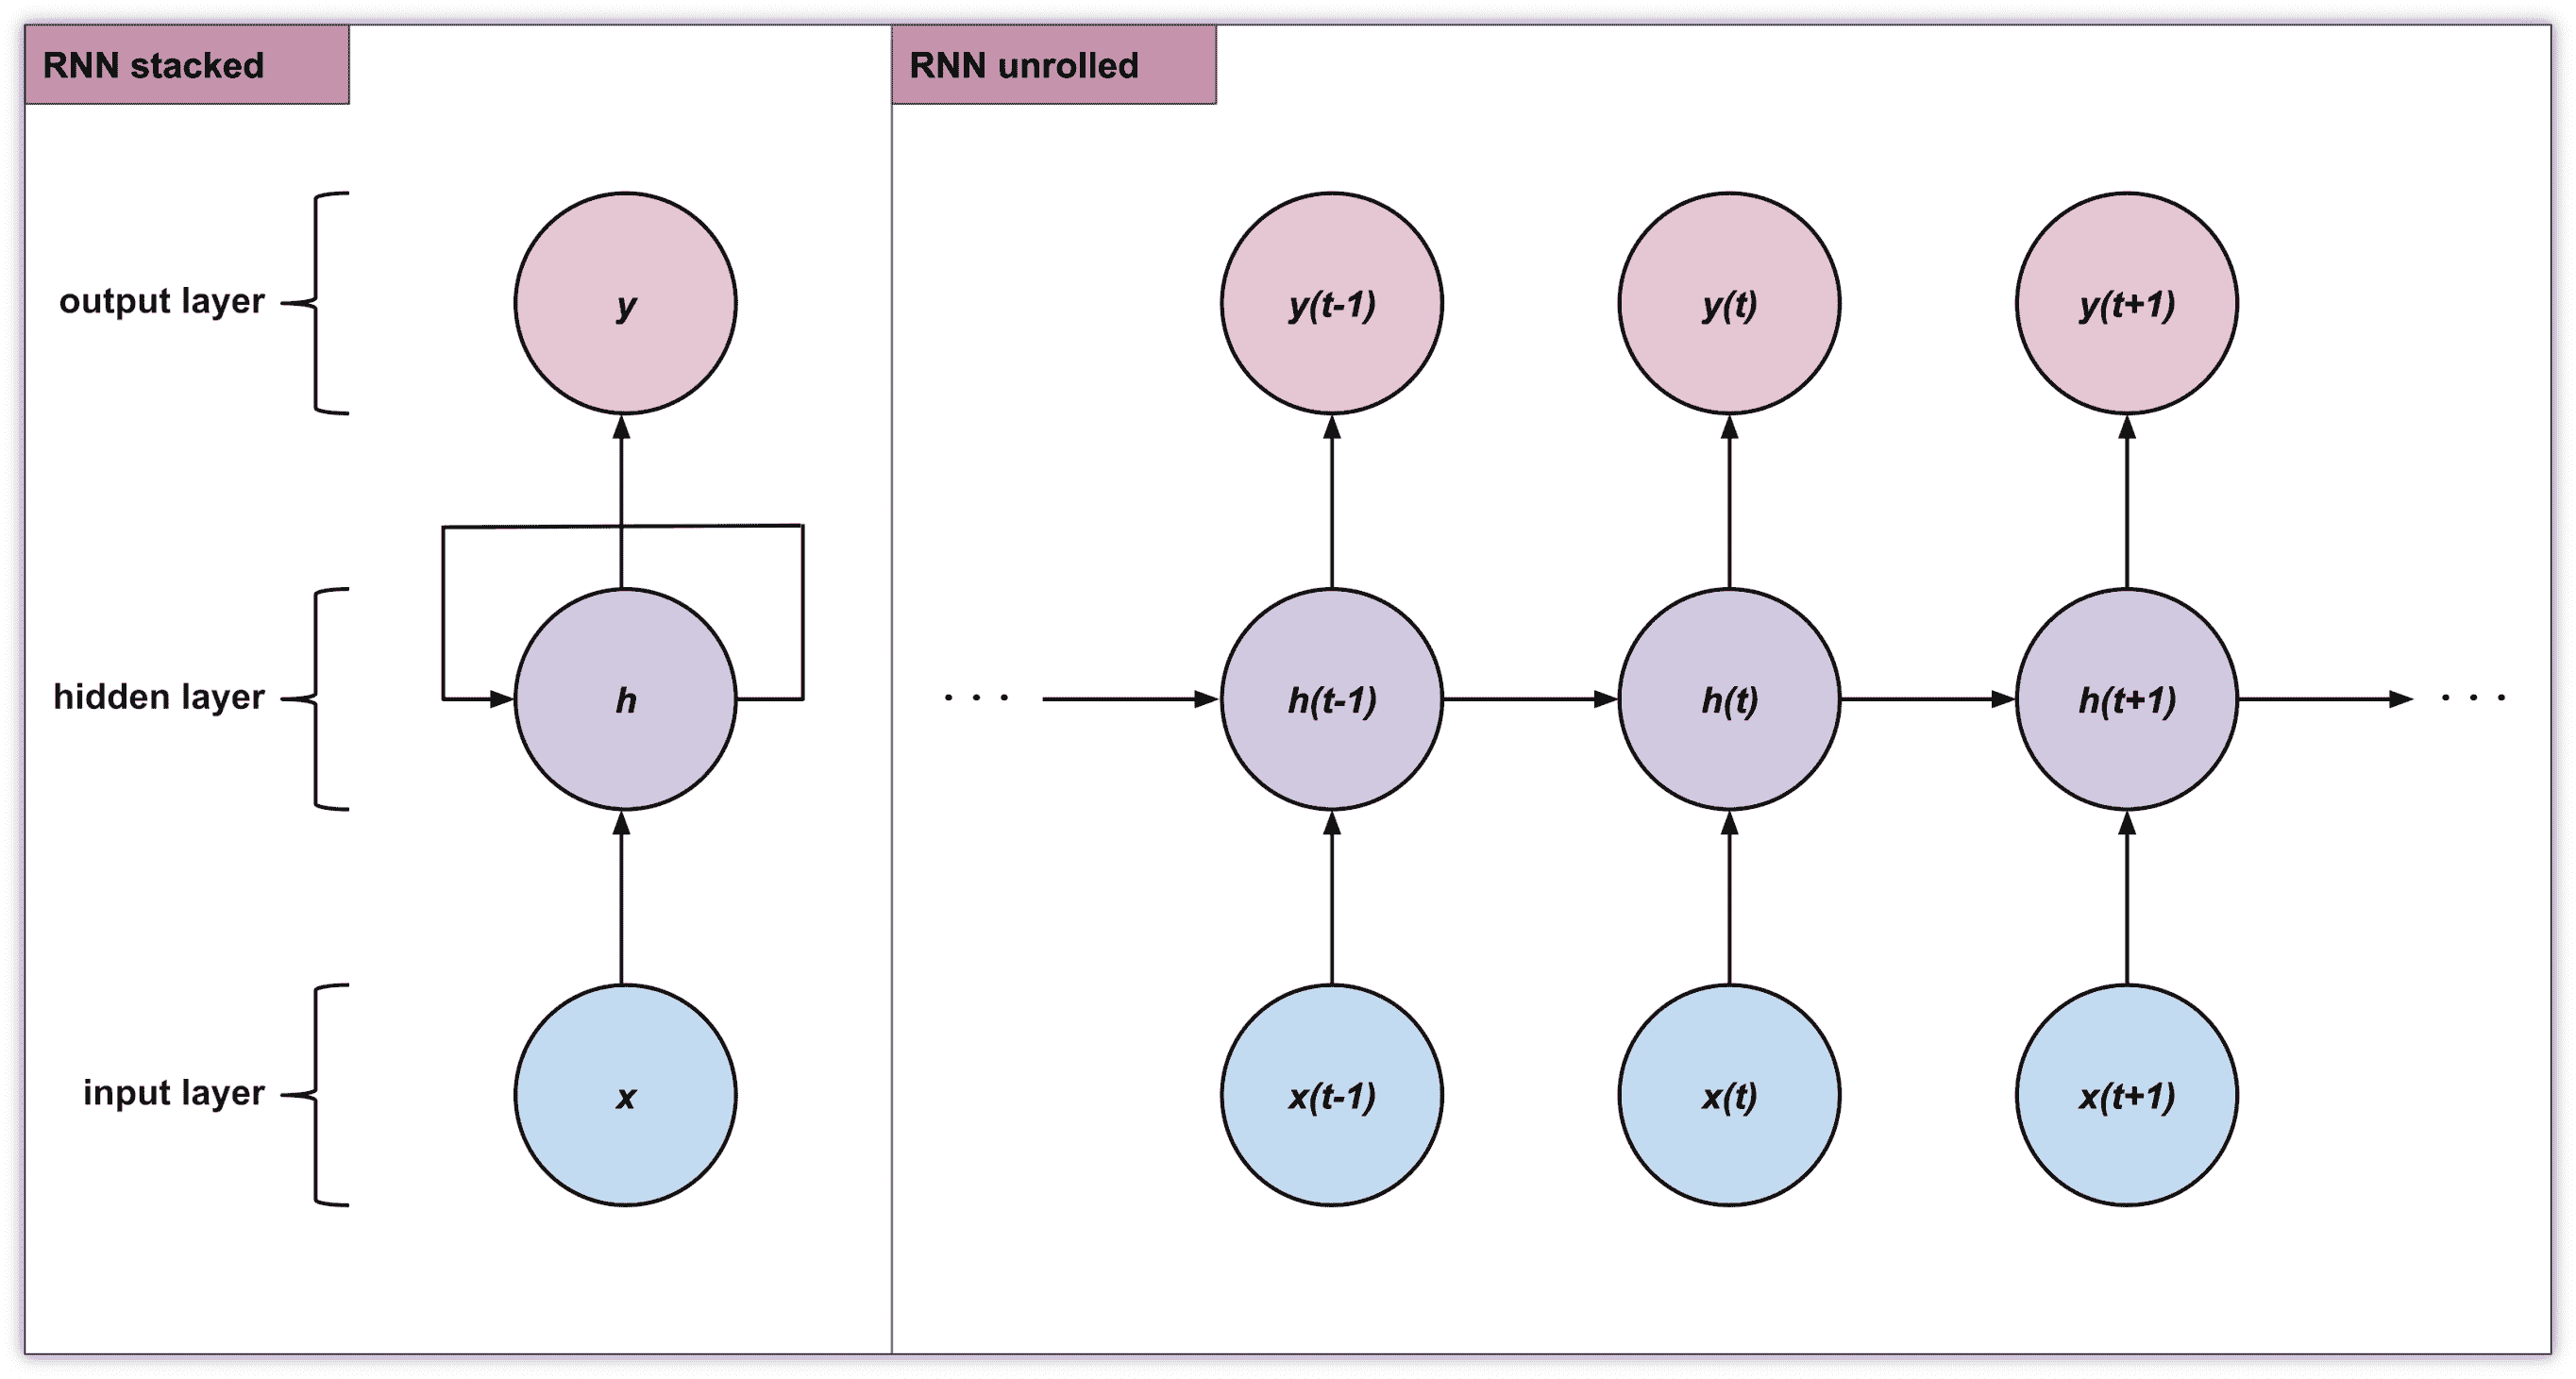 RNN stacked
RNN unrolled
output layer
y
y(t-1)
y(t)
y(t+1)
hidden layer
h
. . .
h(t-1)
h(t)
h(t+1)
. . .
input layer
x
x(t-1)
x(t)
x(t+1)